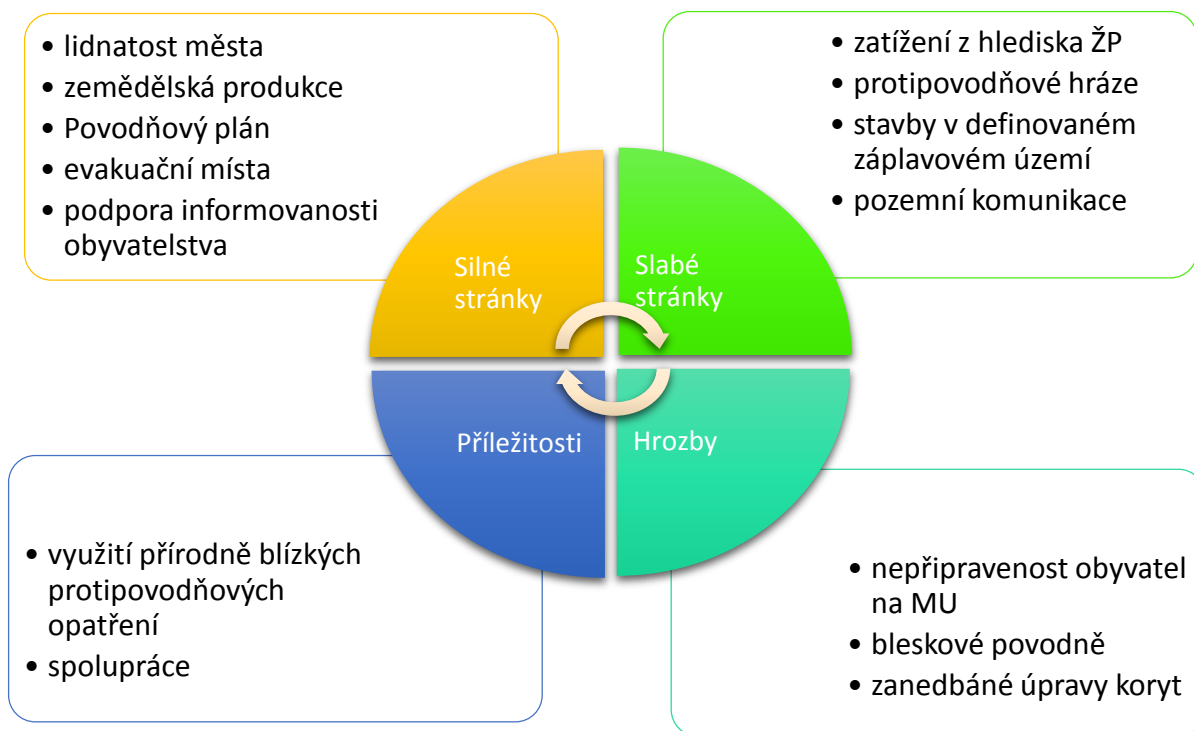 • lidnatost města
• zemědělská produkce
• Povodňový plán
• evakuační místa
• podpora informovanosti
obyvatelstva
• zatížení z hlediska ŽP
• protipovodňové hráze
• stavby v definovaném
záplavovém území
• pozemní komunikace
Silné
stránky
Slabé
stránky
Příležitosti
Hrozby
• využití přírodně blízkých
protipovodňových
opatření
• spolupráce
• nepřipravenost obyvatel
na MU
• bleskové povodně
• zanedbáné úpravy koryt